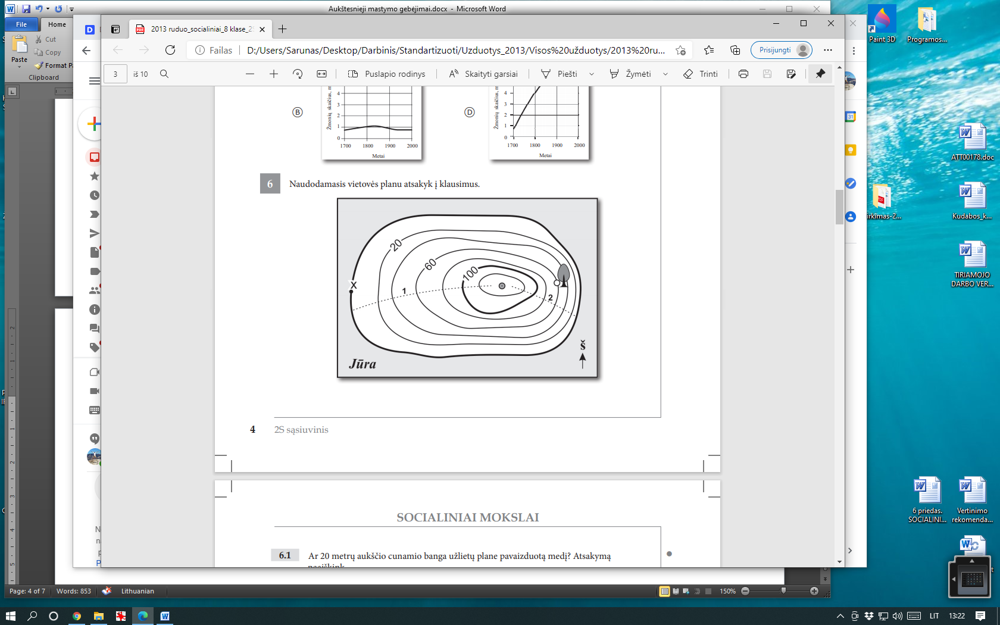 Aukštesnieji mastymo gebėjimai.docx - Microsoft Word
File
Home
Paste
Cut
Copy
Format
Clipboard
2013 ruduo_socialiniai_8 klase_2S
Failas
D:/Users/Sarunas/Desktop/Darbinis/Standartizuoti/Uzduotys_2013/Visos%20užduotys/2013%20ru...
Prisijungti
3
iš 10
Puslapio rodinys
Skaityti garsiai
Piešti
Žymėti
Trinti
B
Žmonių skaičius, m
4
3
2
1
0
1700 1800 1900 2000
Metai
D
Žmonių skaičius, m
4
3
2
1
0
1700 1800 1900 2000
Metai
6
Naudodamasis vietovės planu atsakyk į klausimus.
20
60
100
X
1
2
Š
Jūra
4 2S sąsiuvinis
SOCIALINIAI MOKSLAI
6.1 Ar 20 metrų aukščio cunamio banga užlietų plane pavaizduotą medį? Atsakymą
paaiškink.
Page: 4 of 7
Words: 853
Lithuanian
150%
Paint 3D
Programos...
ATT00178.doc
irkimas-2...
Kudabos_k...
TIRIAMOJO
DARBO VER...
6 priedas.
SOCIALINI...
Vertinimo
rekomenda...
31
LIT
13:22